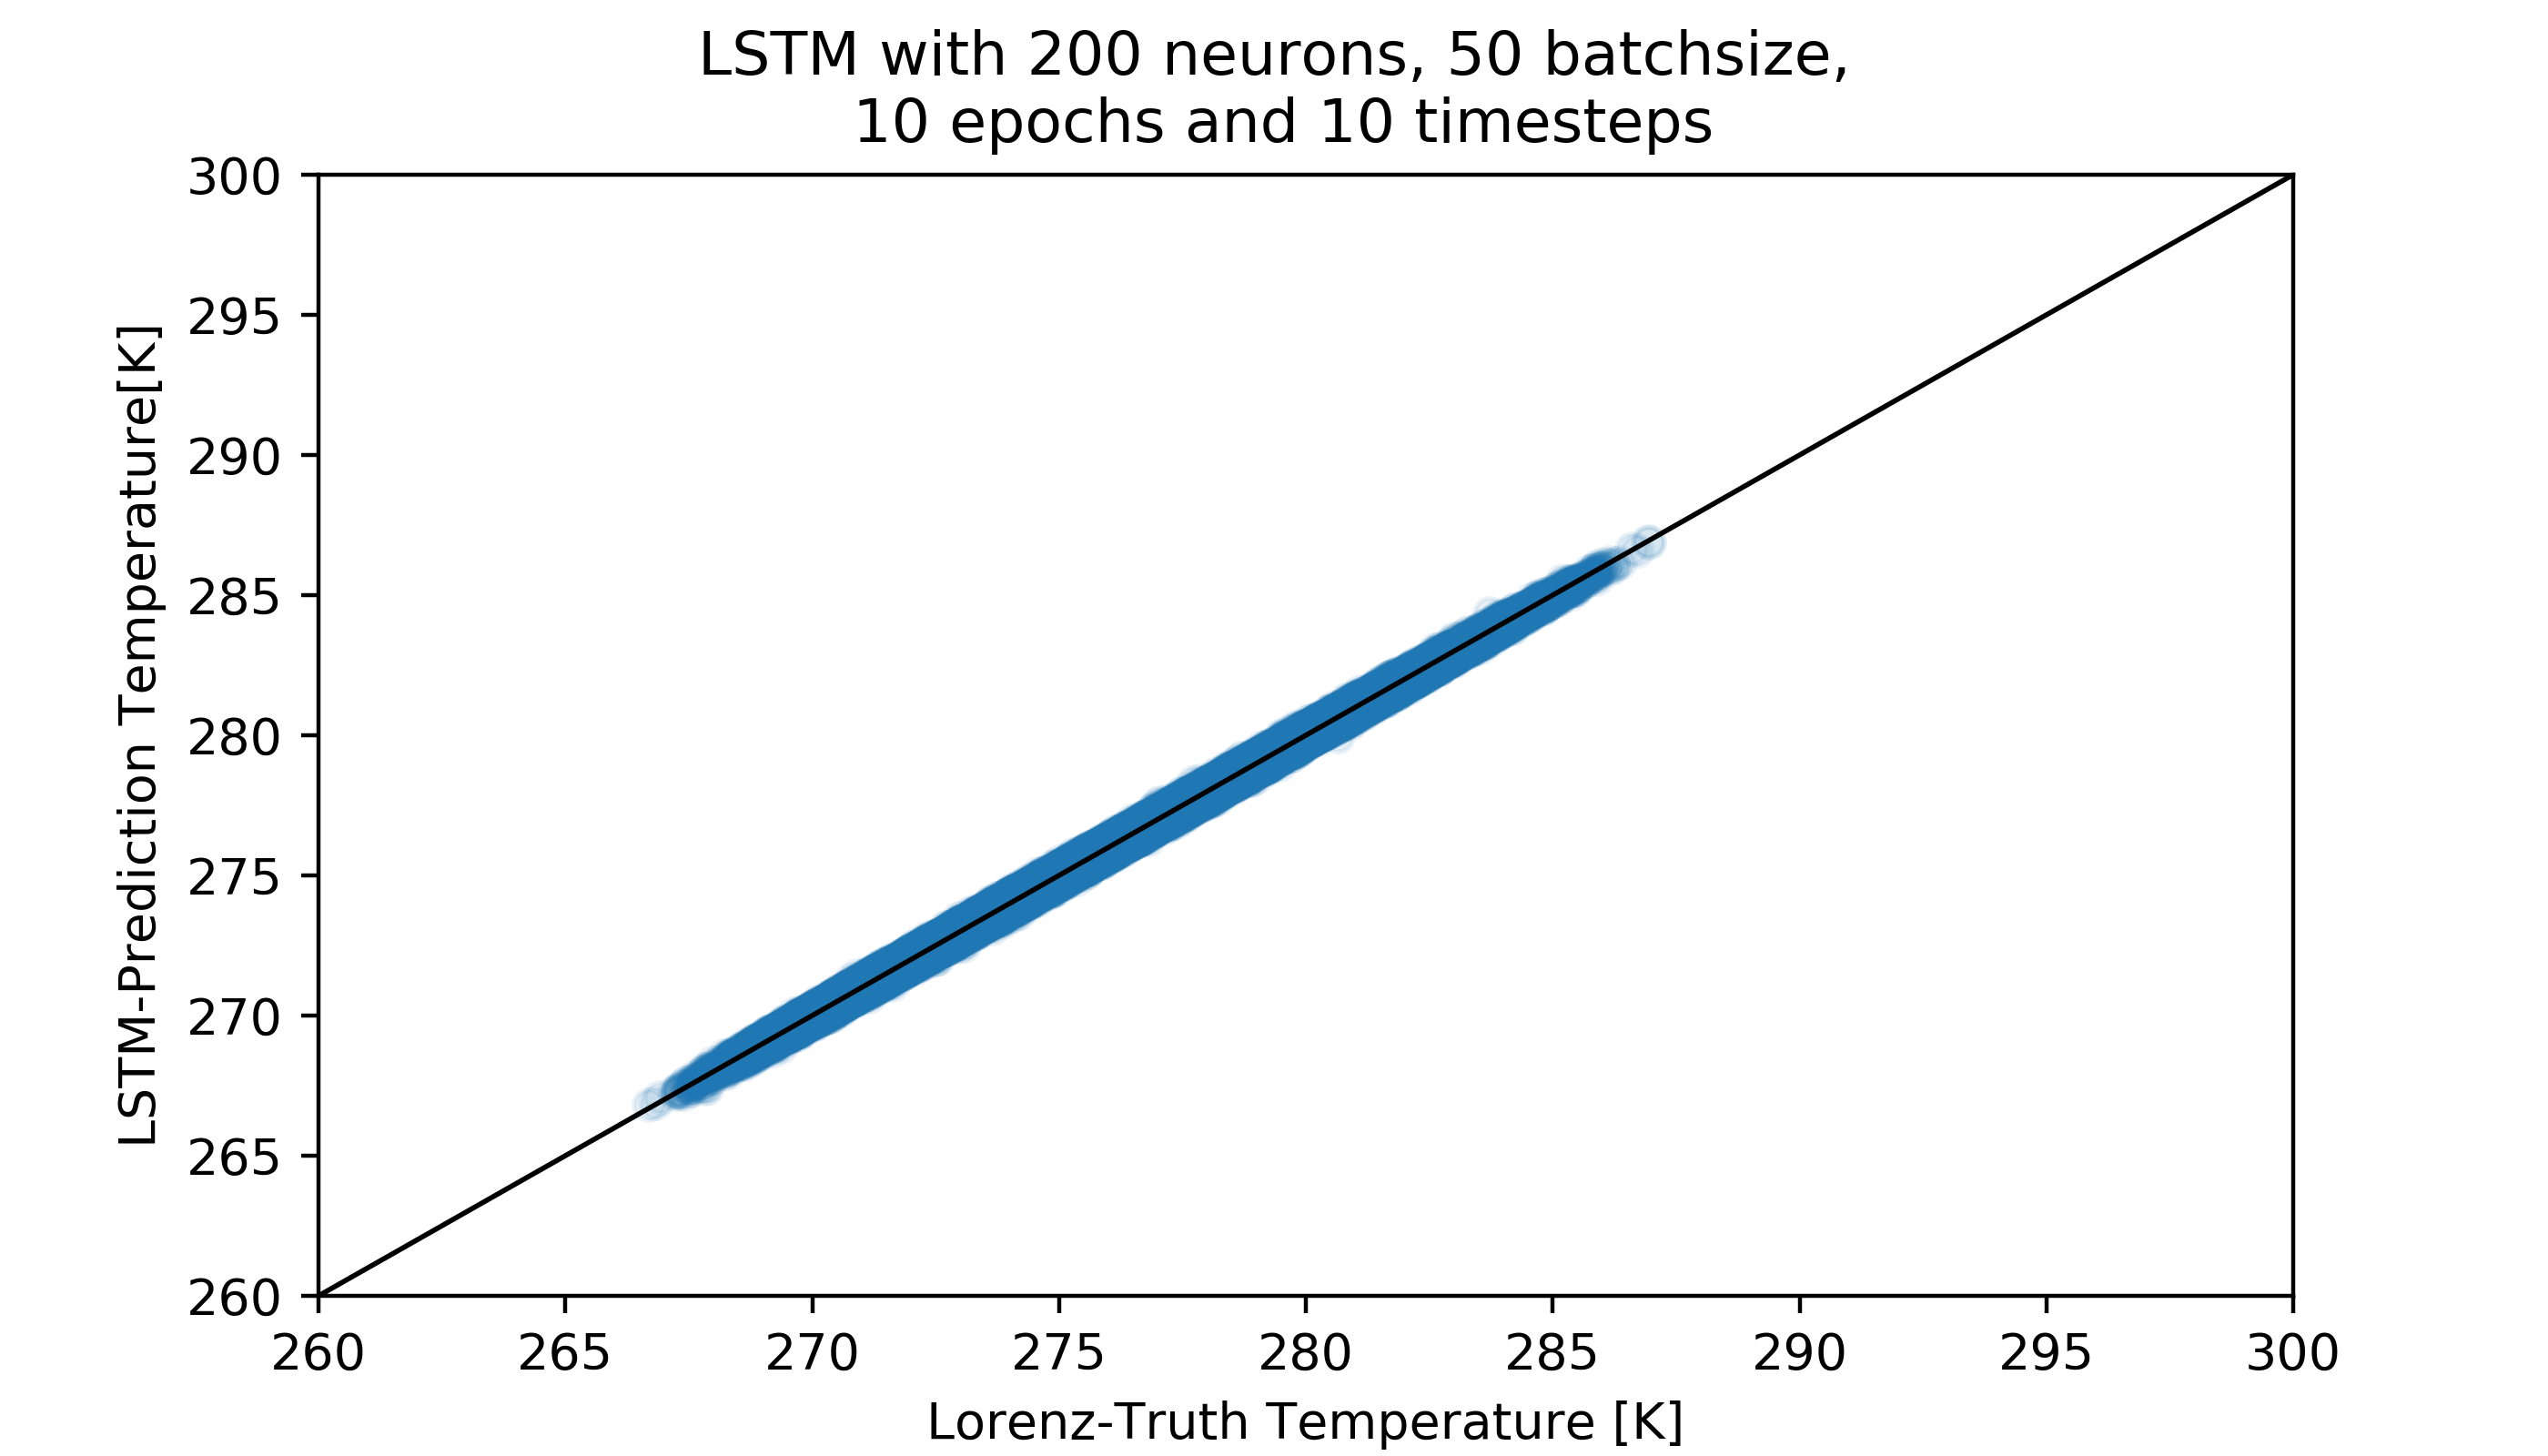 LSTM with 200 neurons, 50 batchsize,
10 epochs and 10 timesteps
300
295
290
285
280
275
270
265
260
LSTM-Prediction Temperature[K]
260 265 270 275 280 285 290 295 300
Lorenz-Truth Temperature [K]